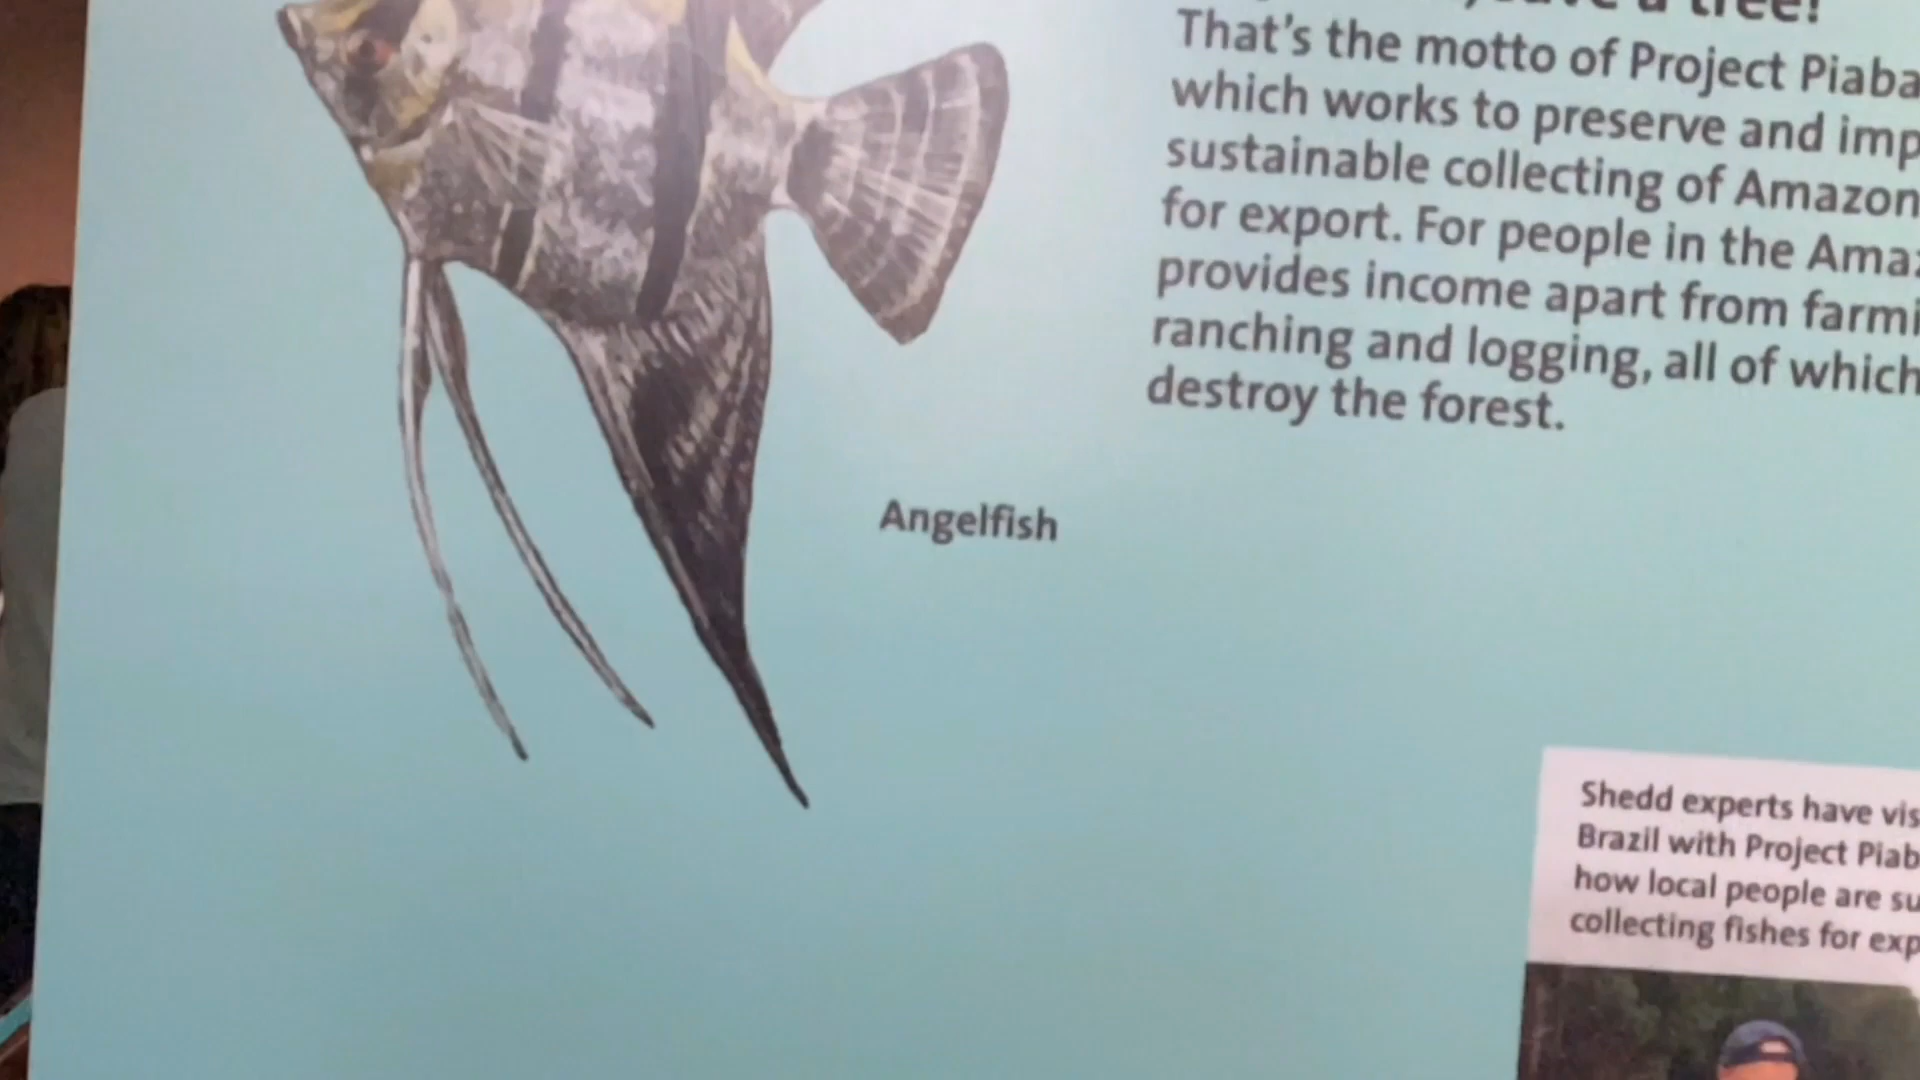 a tree!
That's the motto of Project Piaba
which works to preserve and imp
sustainable collecting of Amazon
for export. For people in the Ama
provides income apart from farmi
ranching and logging, all of which
destroy the forest.
Angelfish
Shedd experts have vis
Brazil with Project Piab
how local people are su
collecting fishes for exp